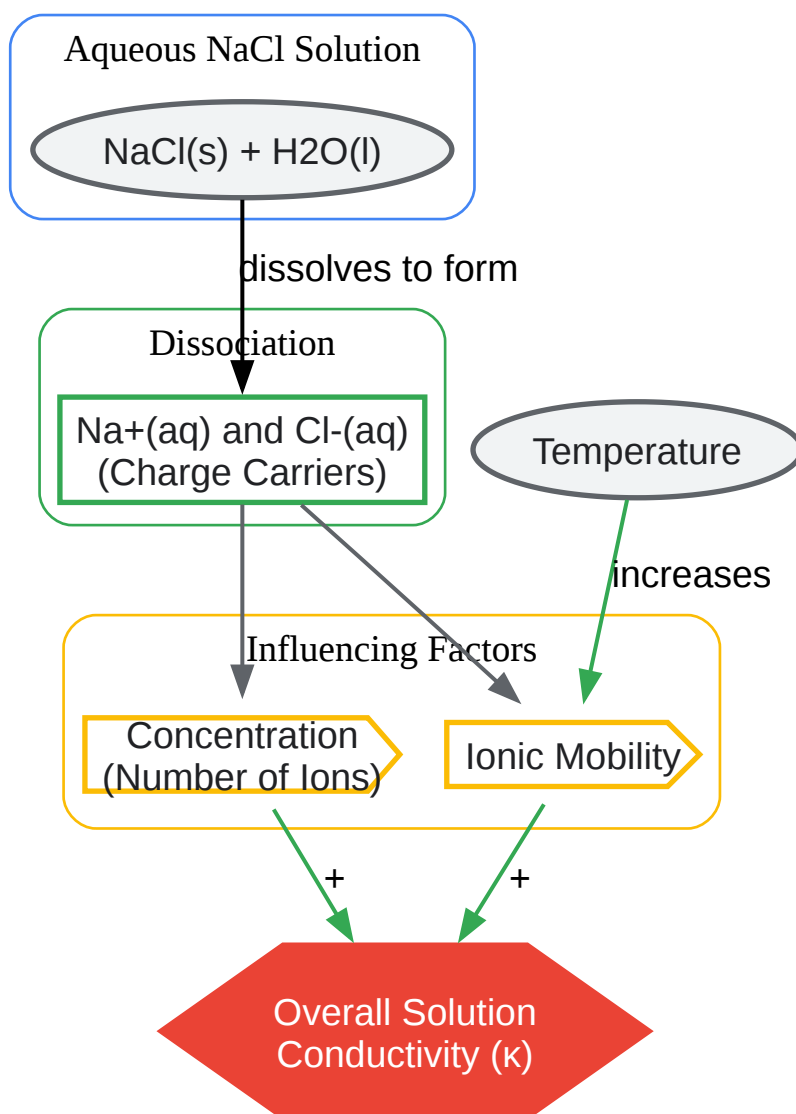 Aqueous NaCl Solution
NaCl(s) + H2O(l)
dissolves to form
Dissociation
Na+(aq) and Cl-(aq)
(Charge Carriers)
Temperature
increases
Influencing Factors
Concentration
(Number of Ions)
Ionic Mobility
+
+
Overall Solution
Conductivity (κ)